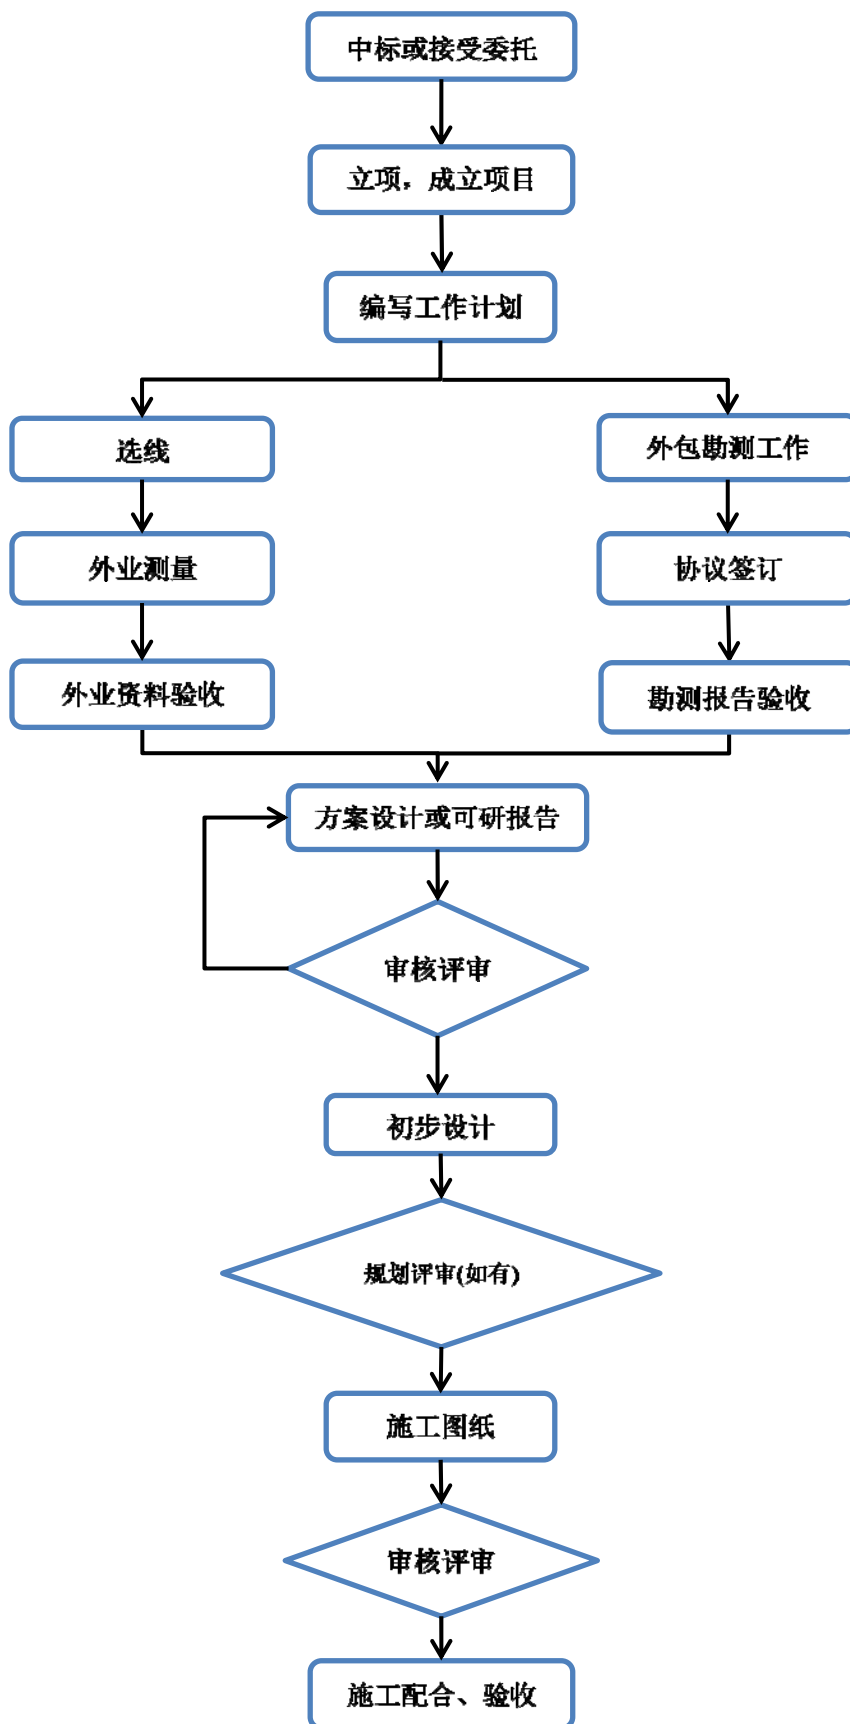 中标或接受委托
立项，成立项目
编写工作计划
选线
外包勘测工作
外业测量
协议签订
外业资料验收
勘测报告验收
方案设计或可研报告
审核评审
初步设计
规划评审(如有)
施工图纸
审核评审
施工配合、验收